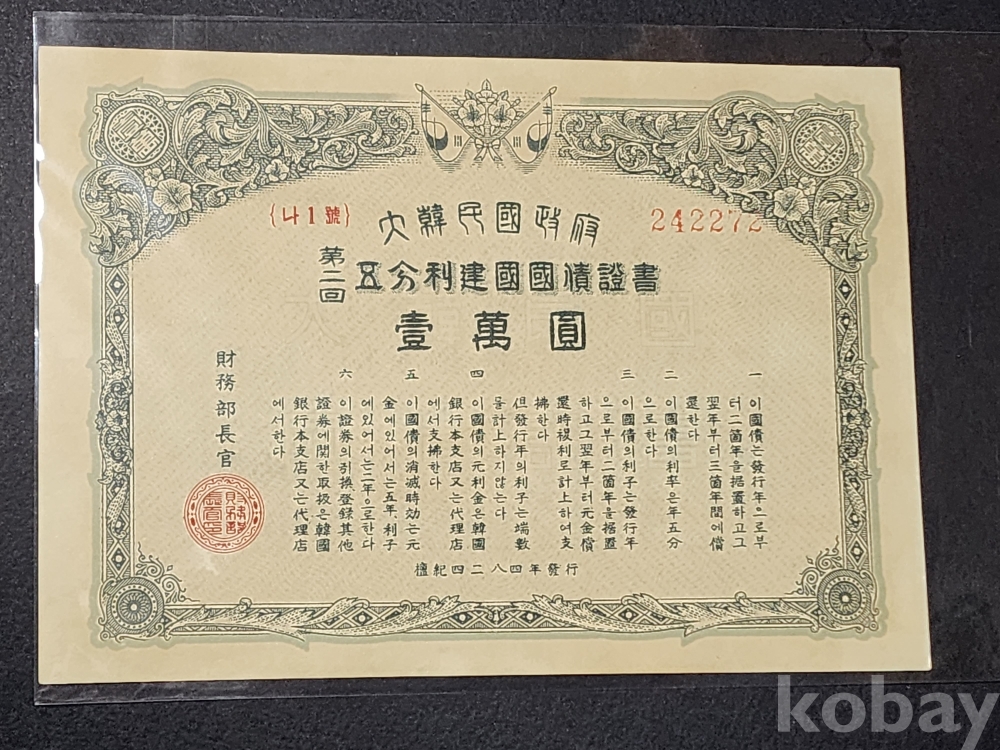 {41號}
大韓民國政府
242272
第二回
五分利建國國債證書
壹萬圓
一 이國債는發行年으로부
터二箇年을据置하고그
翌年부터三箇年間에償
還한다
二 이國債의利率은年五分
으로한다
三 이國債의利子는發行年
으로부터二箇年을据置
하고그翌年부터元金償
還時複利로計上하여支
拂한다
但發行年의利子는端數
를計上하지않는다
四 이國債의元利金은韓國
銀行本支店又는代理店
에서支拂한다
五 이國債의消滅時効는元
金에있어서는五年利子
에있어서는二年으로한다
六 이證券의引換登錄其他
證券에關한取扱은韓國
銀行本支店又는代理店
에서한다
財務部長官
檀紀四二八四年發行
kobay